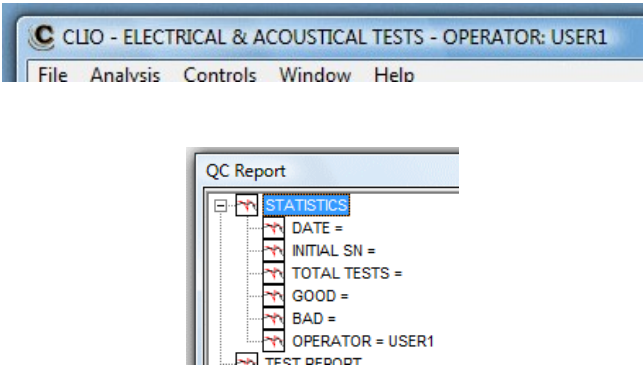 CLIO - ELECTRICAL & ACOUSTICAL TESTS - OPERATOR: USER1
File Analysis Controls Window Help
QC Report
STATISTICS
DATE =
INITIAL SN =
TOTAL TESTS =
GOOD =
BAD =
OPERATOR = USER1
TEST REPORT